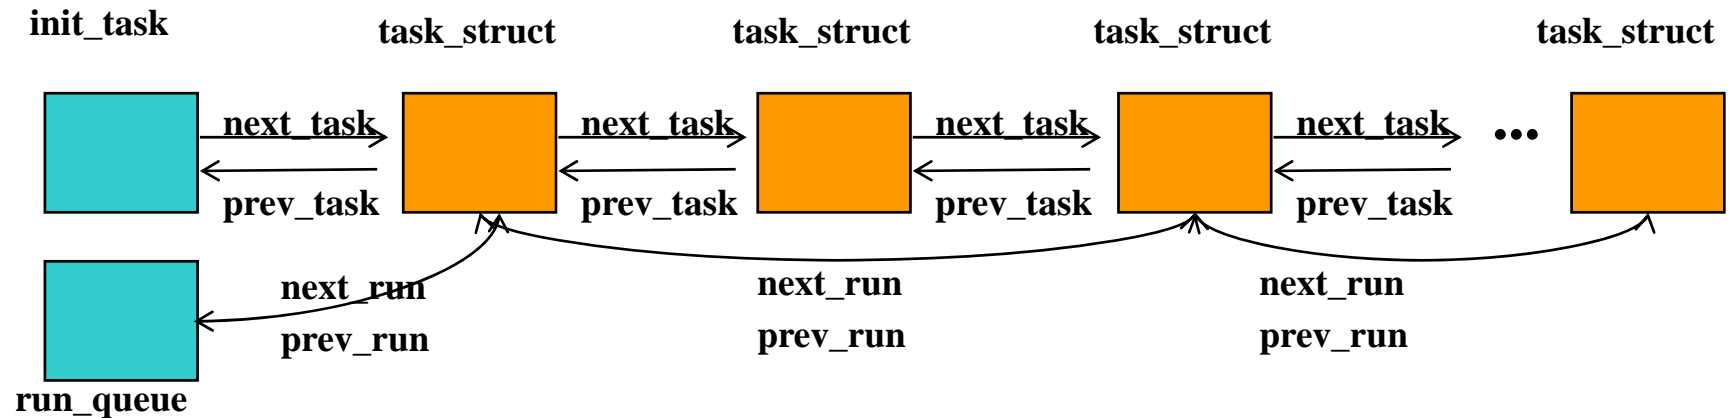 init_task
task_struct
task_struct
task_struct
task_struct
next_task
next_task
next_task
next_task
...
prev_task
prev_task
prev_task
prev_task
next_run
prev_run
next_run
prev_run
next_run
prev_run
run_queue